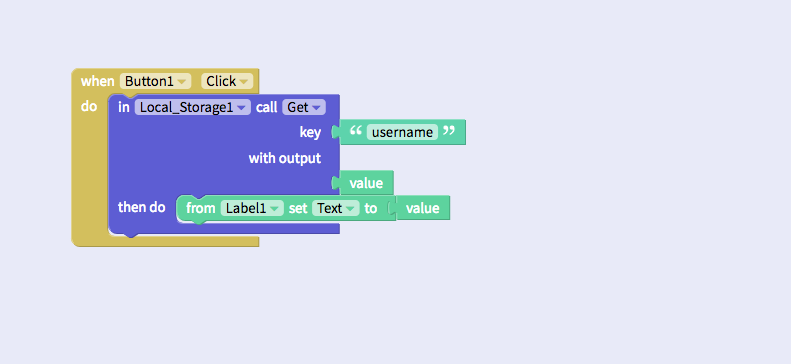 when Button1 Click
do in Local_Storage1 call Get
key “ username ”
with output
value
then do from Label1 set Text to value